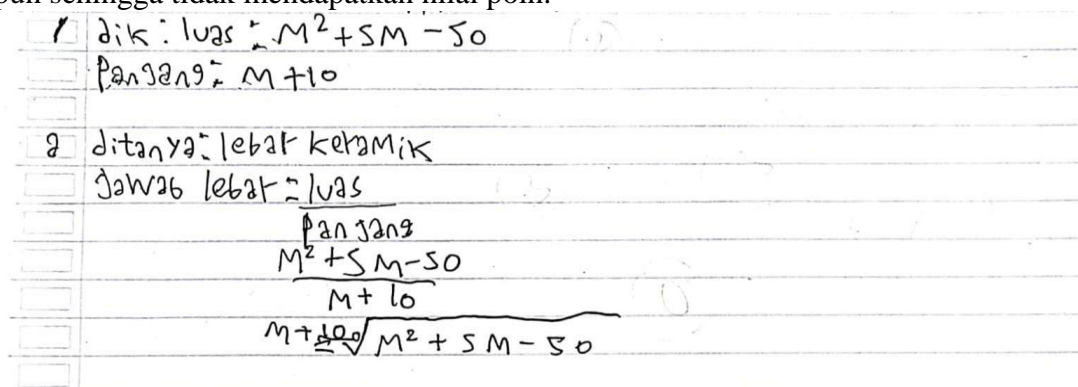 sehingga tidak mendapatkan nilai poin.
1 dik : luas = M² + 5M - 50
Panjang = M + 10
2 ditanya = lebar keramik
Jawab lebar = luas
Panjang
M² + 5M - 50
M + 10
M + 10 √ M² + 5M - 50